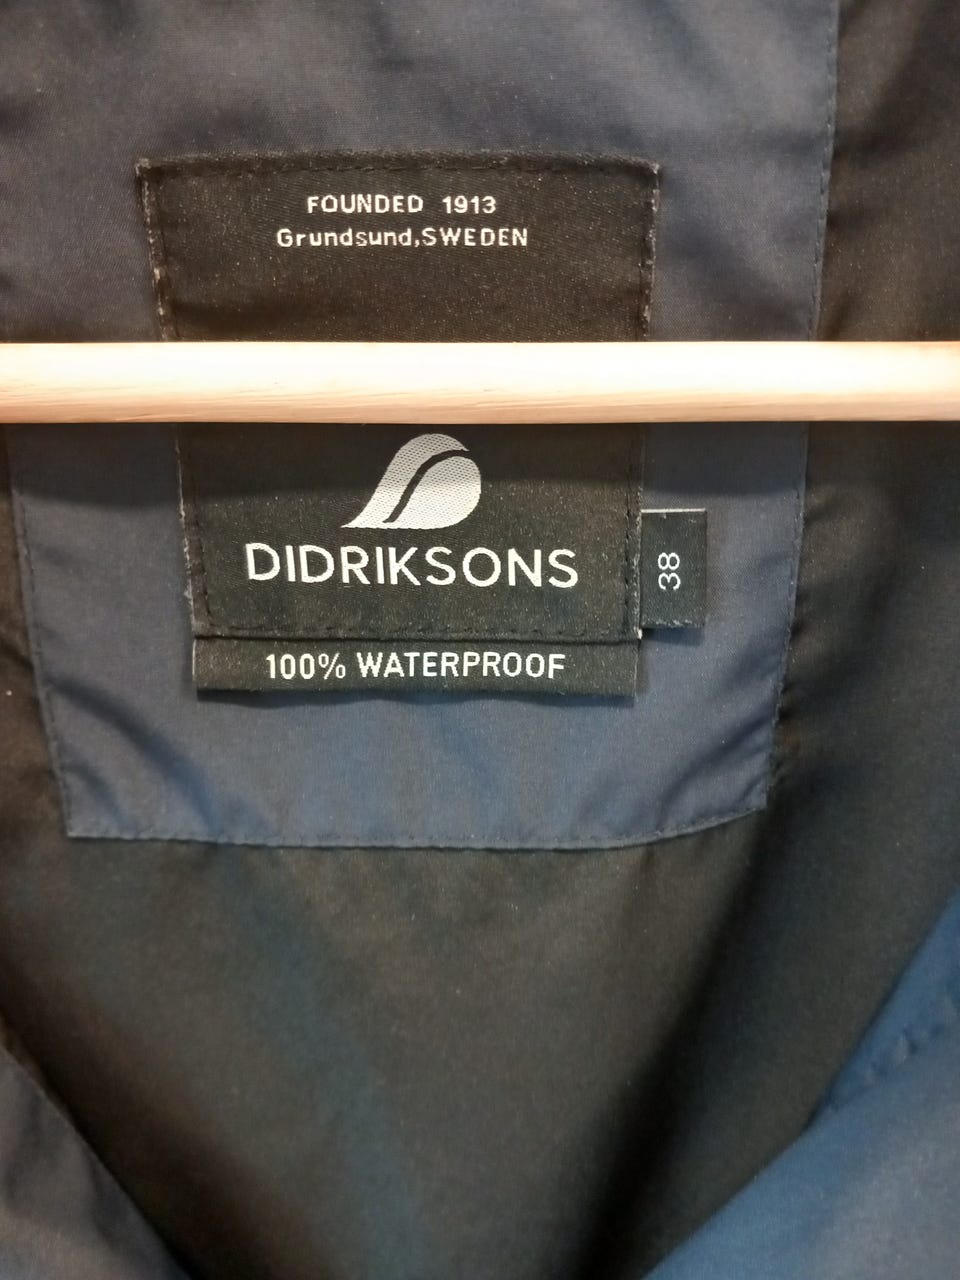 FOUNDED 1913
Grundsund,SWEDEN
DIDRIKSONS
38
100% WATERPROOF